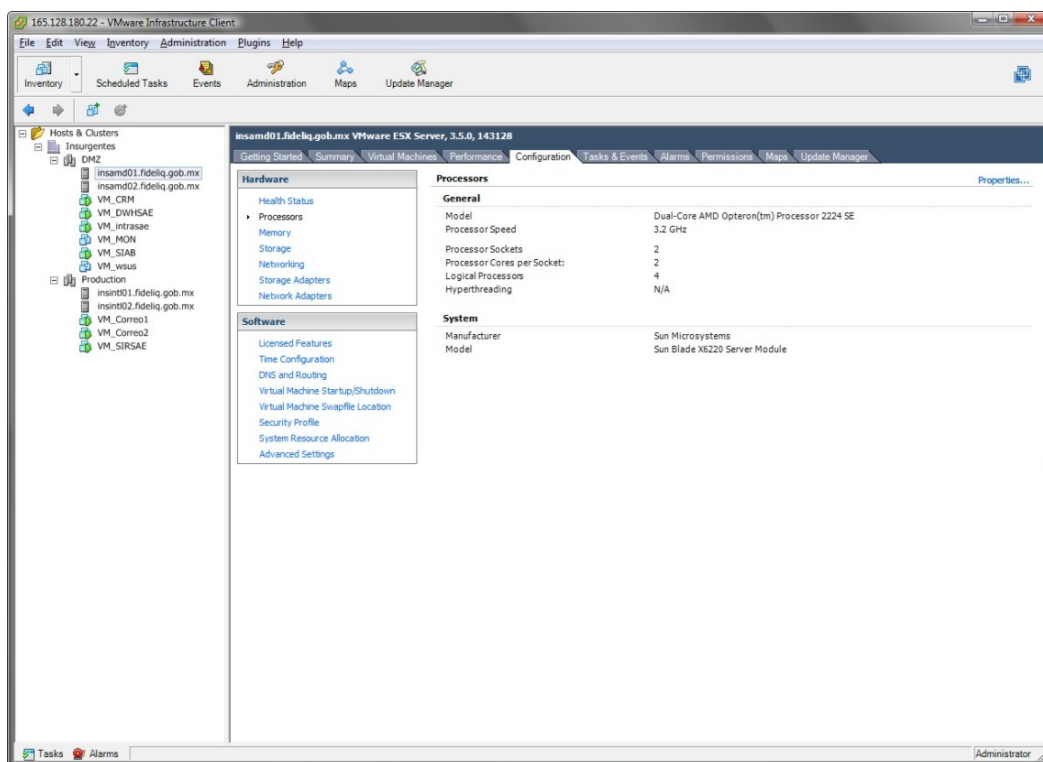 165.128.180.22 - VMware Infrastructure Client
File Edit View Inventory Administration Plugins Help
Inventory Scheduled Tasks Events Administration Maps Update Manager
Hosts & Clusters
Insurgentes
DMZ
insamd01.fideliq.gob.mx
insamd02.fideliq.gob.mx
VM_CRM
VM_DWHSAE
VM_intrasae
VM_MON
VM_SIAB
VM_wsus
Production
insintl01.fideliq.gob.mx
insintl02.fideliq.gob.mx
VM_Correo1
VM_Correo2
VM_SIRSAE
insamd01.fideliq.gob.mx VMware ESX Server, 3.5.0, 143128
Getting Started Summary Virtual Machines Performance Configuration Tasks & Events Alarms Permissions Maps Update Manager
Hardware
Health Status
Processors
Memory
Storage
Networking
Storage Adapters
Network Adapters
Software
Licensed Features
Time Configuration
DNS and Routing
Virtual Machine Startup/Shutdown
Virtual Machine Swapfile Location
Security Profile
System Resource Allocation
Advanced Settings
Processors Properties...
General
Model Dual-Core AMD Opteron(tm) Processor 2224 SE
Processor Speed 3.2 GHz
Processor Sockets 2
Processor Cores per Socket: 2
Logical Processors 4
Hyperthreading N/A
System
Manufacturer Sun Microsystems
Model Sun Blade X6220 Server Module
Tasks Alarms Administrator